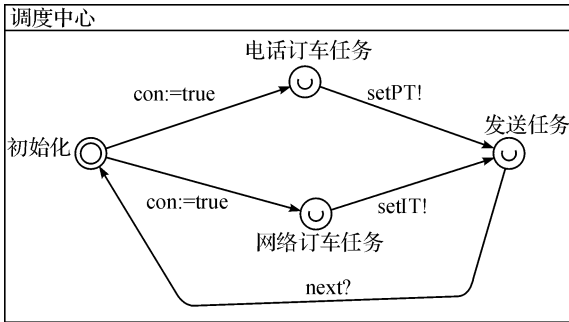 调度中心
电话订车任务
con:=true
setPT!
发送任务
初始化
con:=true
setIT!
网络订车任务
next?